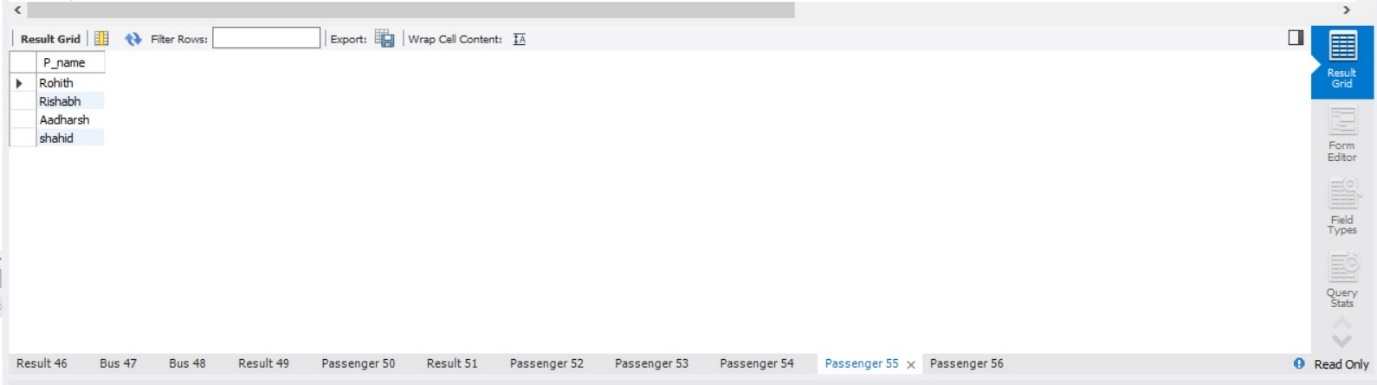 Result Grid Filter Rows: Export: Wrap Cell Content:
P_name
Rohith
Rishabh
Aadharsh
shahid
Result
Grid
Form
Editor
Field
Types
Query
Stats
Result 46 Bus 47 Bus 48 Result 49 Passenger 50 Result 51 Passenger 52 Passenger 53 Passenger 54 Passenger 55 Passenger 56 Read Only